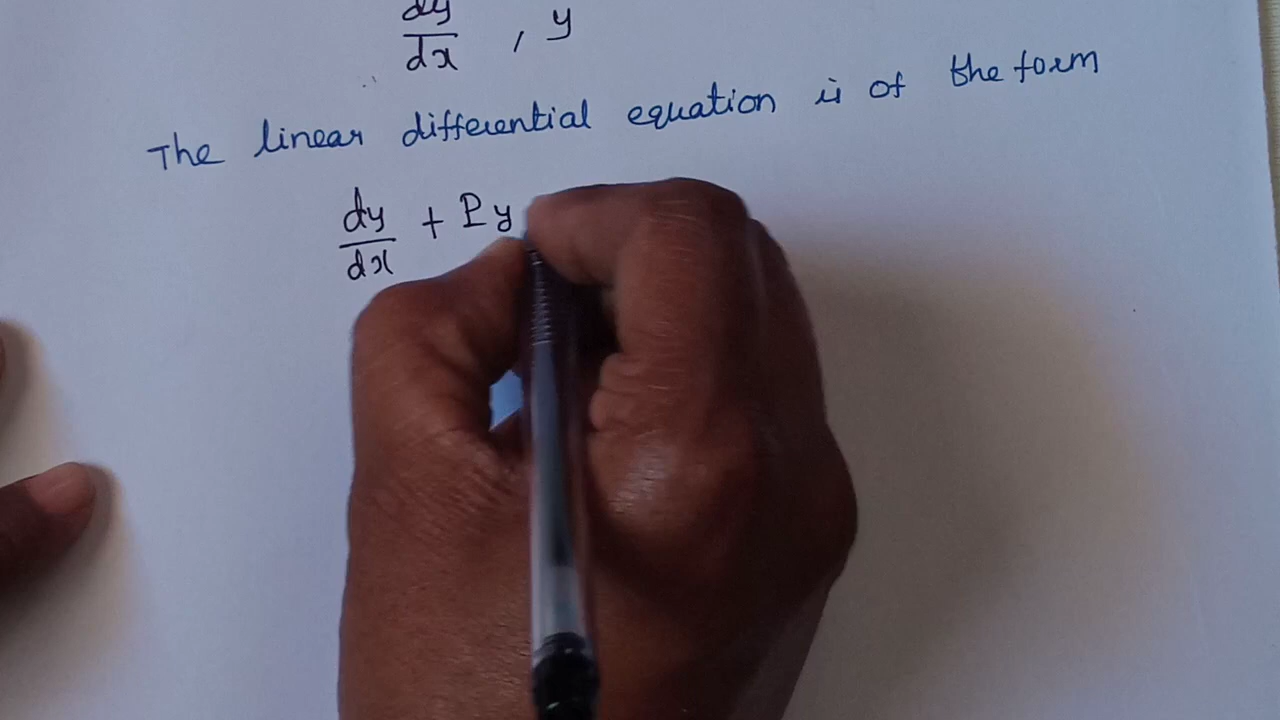 dy/dx , y
The linear differential equation is of the form
dy/dx + Py